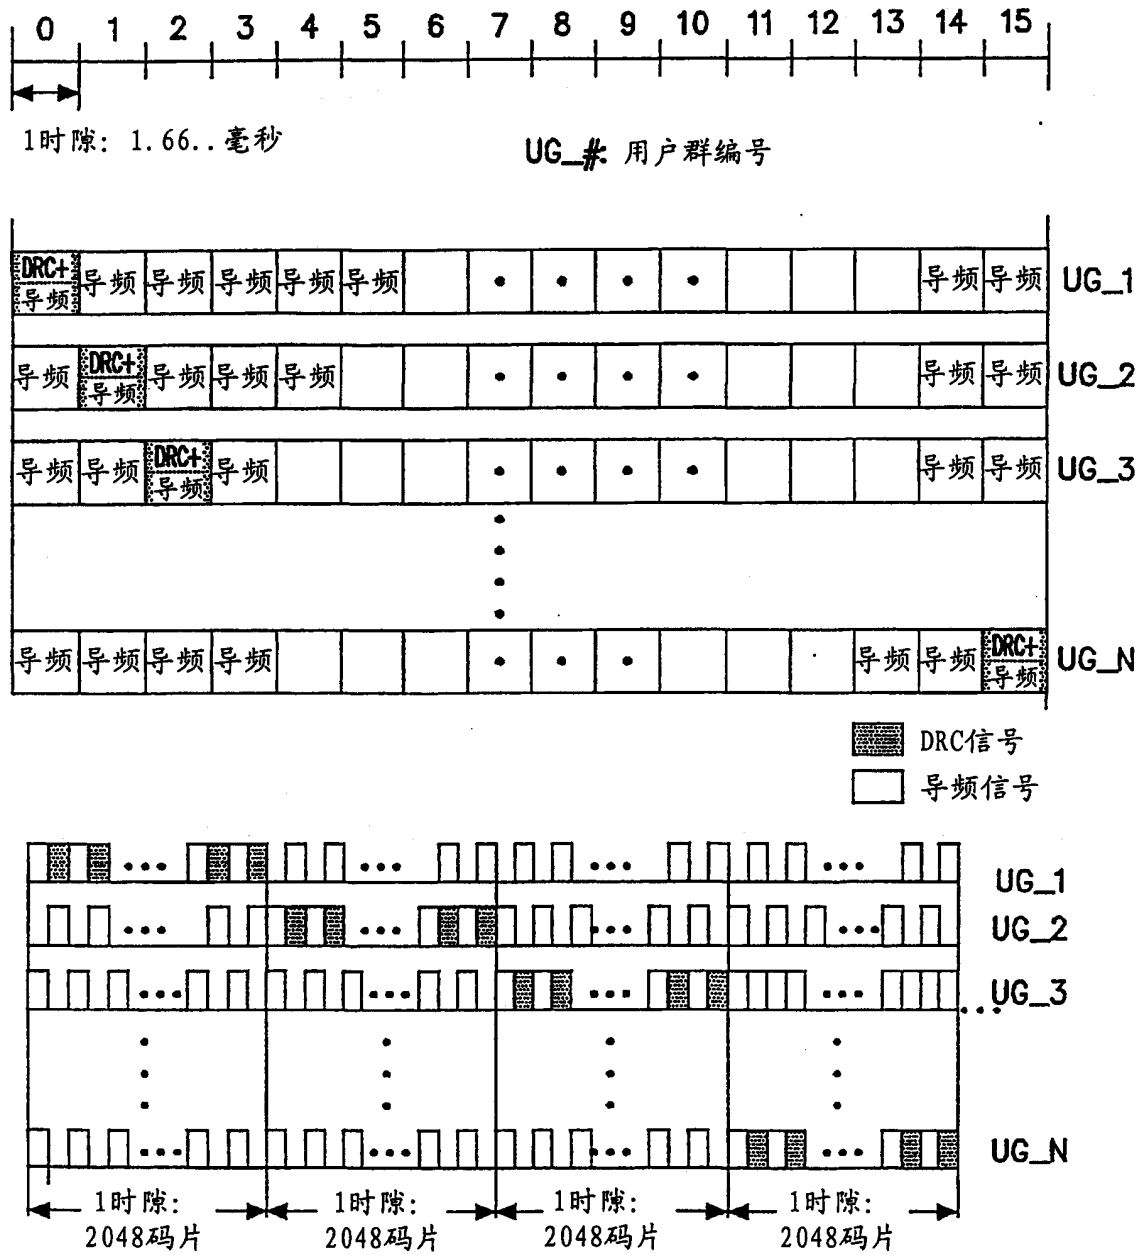 0 1 2 3 4 5 6 7 8 9 10 11 12 13 14 15
1时隙: 1.66..毫秒
UG_#: 用户群编号
DRC+ 导频 导频 导频 导频 导频 导频 导频 导频 UG_1
导频 DRC+ 导频 导频 导频 导频 导频 导频 UG_2
导频 导频 DRC+ 导频 导频 导频 导频 UG_3
导频 导频 导频 导频 导频 导频 DRC+ 导频 UG_N
DRC信号
导频信号
UG_1
UG_2
UG_3
UG_N
1时隙: 1时隙: 1时隙: 1时隙:
2048码片 2048码片 2048码片 2048码片